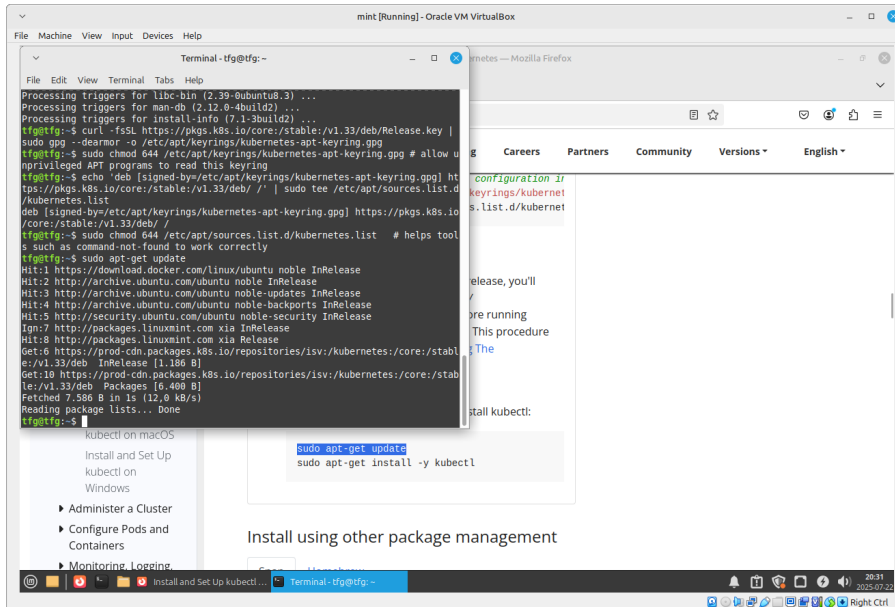 mint [Running] - Oracle VM VirtualBox
File Machine View Input Devices Help
Terminal - tfg@tfg: ~
ernetes — Mozilla Firefox
File Edit View Terminal Tabs Help
Processing triggers for libc-bin (2.39-0ubuntu8.3) ...
Processing triggers for man-db (2.12.0-4build2) ...
Processing triggers for install-info (7.1-3build2) ...
tfg@tfg:~$ curl -fsSL https://pkgs.k8s.io/core:/stable:/v1.33/deb/Release.key |
sudo gpg --dearmor -o /etc/apt/keyrings/kubernetes-apt-keyring.gpg
tfg@tfg:~$ sudo chmod 644 /etc/apt/keyrings/kubernetes-apt-keyring.gpg # allow u
nprivileged APT programs to read this keyring
tfg@tfg:~$ echo 'deb [signed-by=/etc/apt/keyrings/kubernetes-apt-keyring.gpg] ht
tps://pkgs.k8s.io/core:/stable:/v1.33/deb/ /' | sudo tee /etc/apt/sources.list.d
/kubernetes.list
deb [signed-by=/etc/apt/keyrings/kubernetes-apt-keyring.gpg] https://pkgs.k8s.io
/core:/stable:/v1.33/deb/ /
tfg@tfg:~$ sudo chmod 644 /etc/apt/sources.list.d/kubernetes.list # helps tool
s such as command-not-found to work correctly
tfg@tfg:~$ sudo apt-get update
Hit:1 https://download.docker.com/linux/ubuntu noble InRelease
Hit:2 http://archive.ubuntu.com/ubuntu noble InRelease
Hit:3 http://archive.ubuntu.com/ubuntu noble-updates InRelease
Hit:4 http://archive.ubuntu.com/ubuntu noble-backports InRelease
Hit:5 http://security.ubuntu.com/ubuntu noble-security InRelease
Ign:7 http://packages.linuxmint.com xia InRelease
Hit:8 http://packages.linuxmint.com xia Release
Get:6 https://prod-cdn.packages.k8s.io/repositories/isv:/kubernetes:/core:/stabl
e:/v1.33/deb InRelease [1.186 B]
Get:10 https://prod-cdn.packages.k8s.io/repositories/isv:/kubernetes:/core:/stab
le:/v1.33/deb Packages [6.400 B]
Fetched 7.586 B in 1s (12,0 kB/s)
Reading package lists... Done
tfg@tfg:~$
g Careers Partners Community Versions English
configuration in
keyrings/kubernet
s.list.d/kubernet
elease, you'll
/
ore running
This procedure
g The
stall kubectl:
sudo apt-get update
sudo apt-get install -y kubectl
kubectl on macOS
Install and Set Up
kubectl on
Windows
Administer a Cluster
Configure Pods and
Containers
Monitoring, Logging,
Install using other package management
Snap Homebrew
Install and Set Up kubectl ...
Terminal - tfg@tfg: ~
20:31
2025-07-22
Right Ctrl